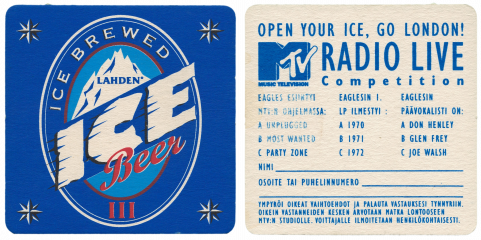 ICE BREWED
LAHDEN®
ICE
Beer
III
OPEN YOUR ICE, GO LONDON!
MTV RADIO LIVE
MUSIC TELEVISION
Competition
EAGLES ESIINTYI EAGLESIN I. EAGLESIN
MTV:N OHJELMASSA: LP ILMESTYI : PÄÄVOKALISTI ON:
A UNPLUGGED A 1970 A DON HENLEY
B MOST WANTED B 1971 B GLEN FREY
C PARTY ZONE C 1972 C JOE WALSH
NIMI
OSOITE TAI PUHELINNUMERO
YMPYRÖI OIKEAT VAIHTOEHDOT JA PALAUTA VASTAUKSESI TYNNYRIIN.
OIKEIN VASTANNEIDEN KESKEN ARVOTAAN MATKA LONTOOSEEN
MTV:N STUDIOLLE. VOITTAJALLE ILMOITETAAN HENKILÖKOHTAISESTI.